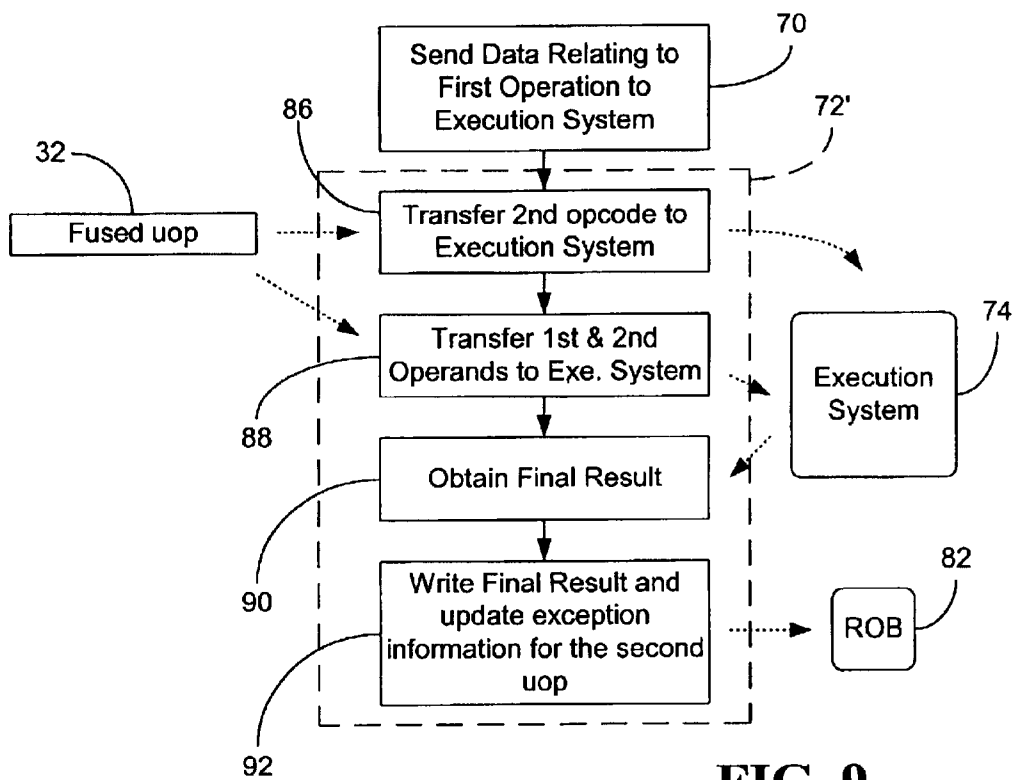 70
Send Data Relating to
First Operation to
Execution System
86
72'
32
Fused uop
Transfer 2nd opcode to
Execution System
74
Transfer 1st & 2nd
Operands to Exe. System
Execution
System
88
Obtain Final Result
90
Write Final Result and
update exception
information for the second
uop
82
ROB
92
FIG. 9